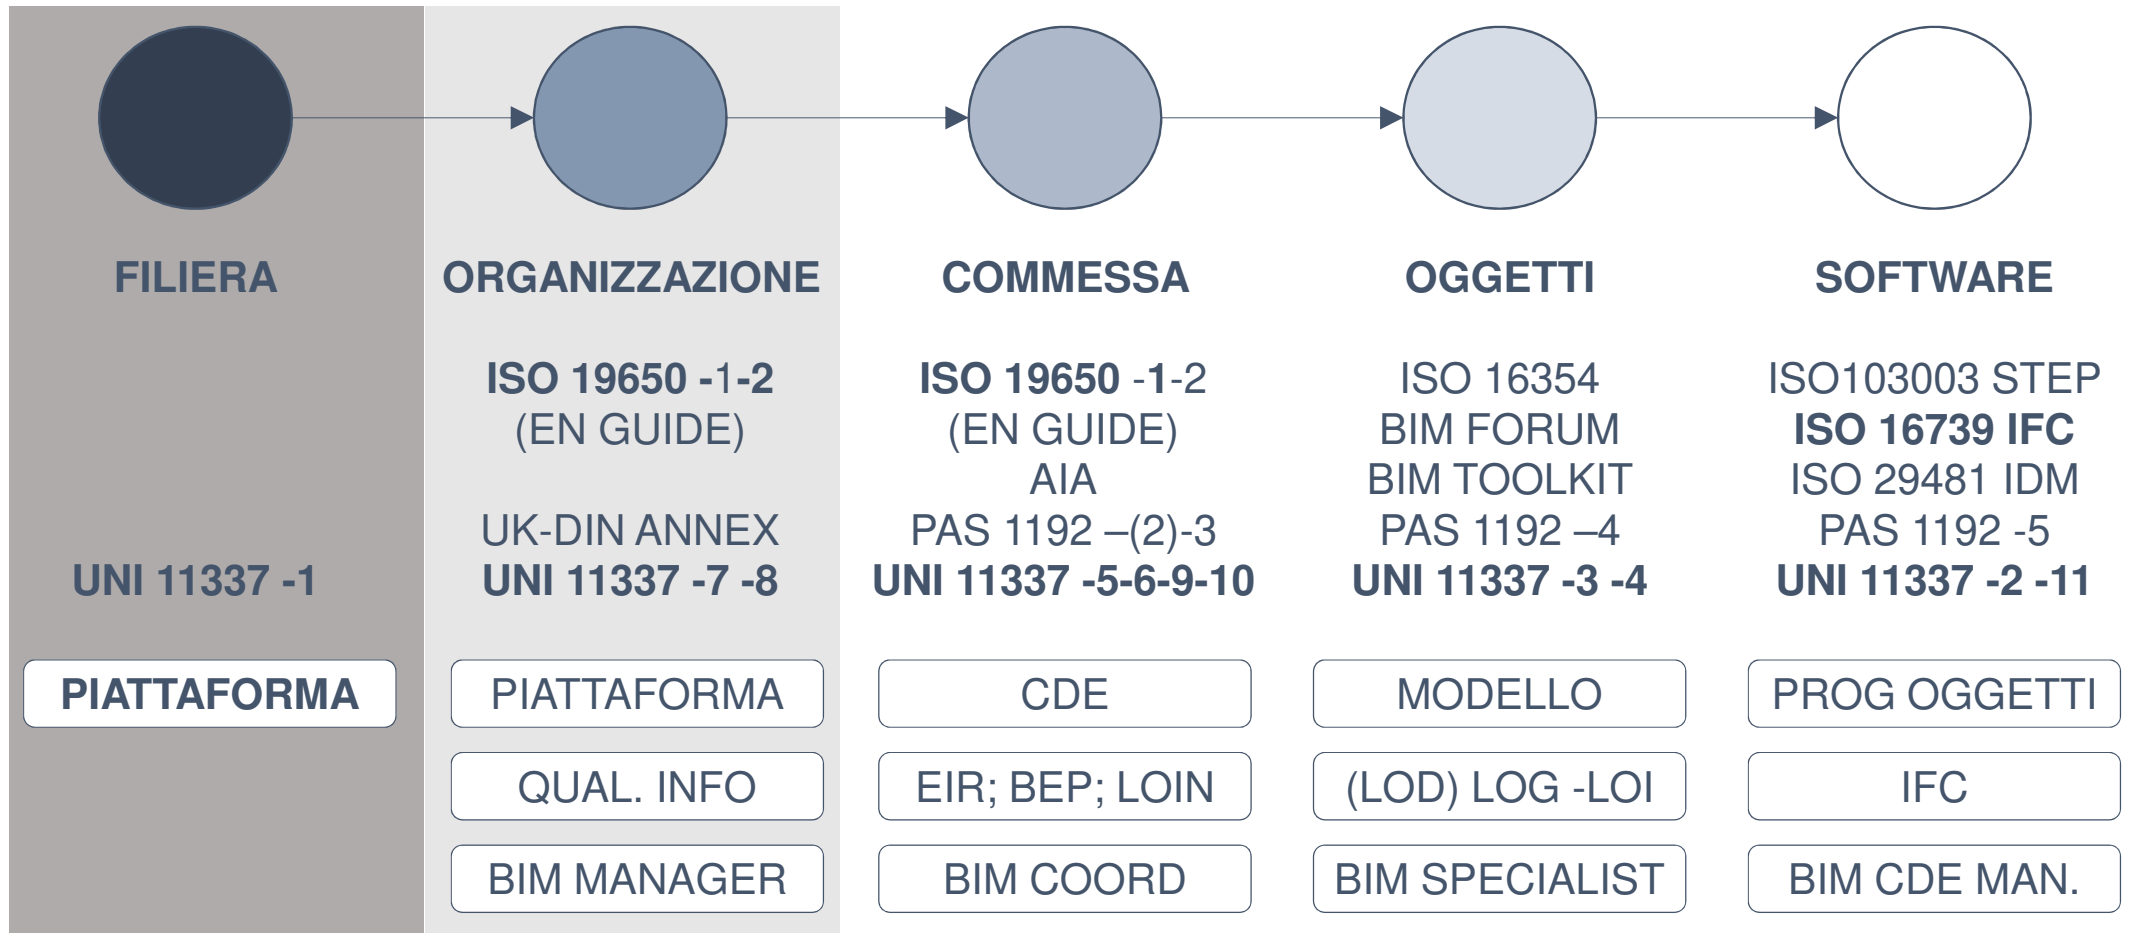 FILIERA
UNI 11337 -1
PIATTAFORMA
ORGANIZZAZIONE
ISO 19650 -1-2
(EN GUIDE)
UK-DIN ANNEX
UNI 11337 -7 -8
PIATTAFORMA
QUAL. INFO
BIM MANAGER
COMMESSA
ISO 19650 -1-2
(EN GUIDE)
AIA
PAS 1192 –(2)-3
UNI 11337 -5-6-9-10
CDE
EIR; BEP; LOIN
BIM COORD
OGGETTI
ISO 16354
BIM FORUM
BIM TOOLKIT
PAS 1192 –4
UNI 11337 -3 -4
MODELLO
(LOD) LOG -LOI
BIM SPECIALIST
SOFTWARE
ISO103003 STEP
ISO 16739 IFC
ISO 29481 IDM
PAS 1192 -5
UNI 11337 -2 -11
PROG OGGETTI
IFC
BIM CDE MAN.